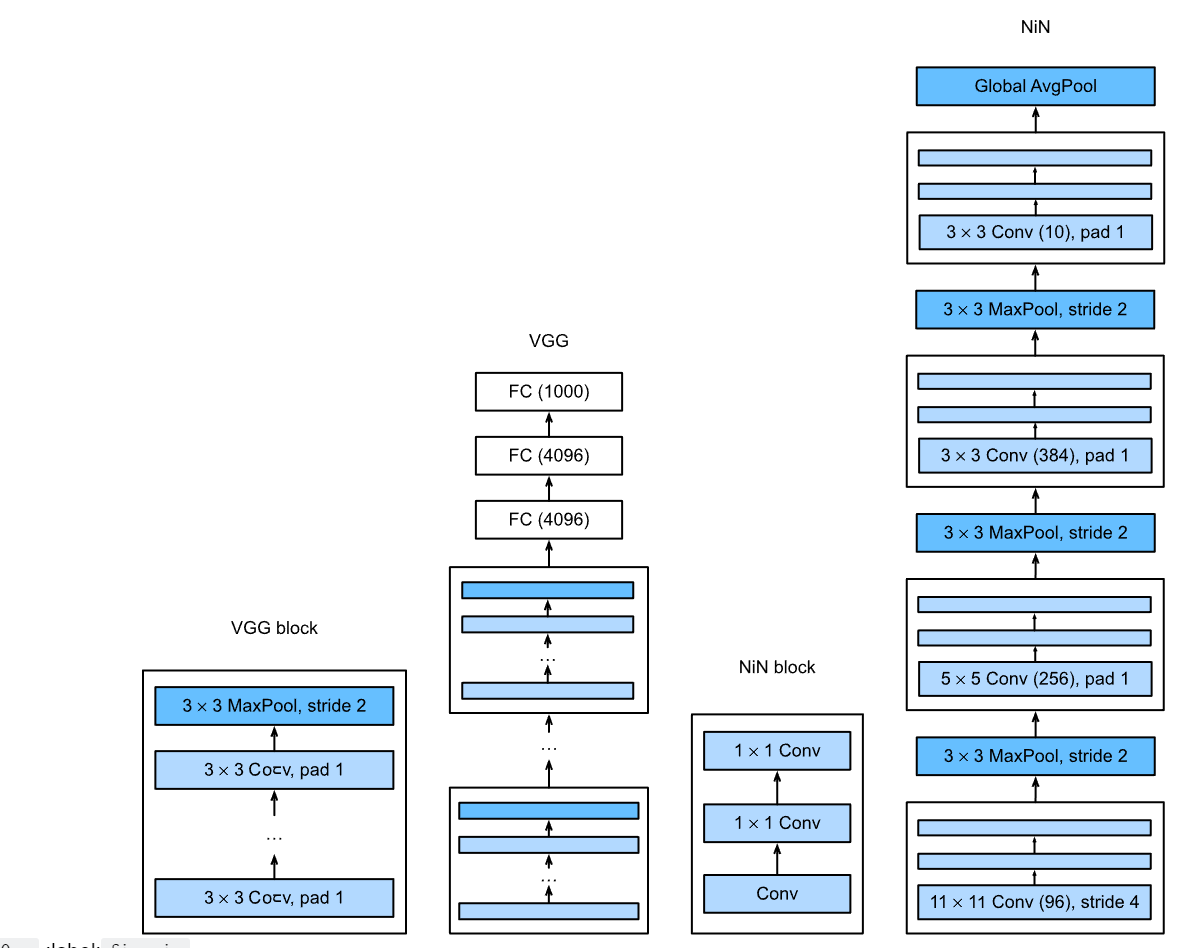 NiN
Global AvgPool
3 × 3 Conv (10), pad 1
3 × 3 MaxPool, stride 2
3 × 3 Conv (384), pad 1
3 × 3 MaxPool, stride 2
5 × 5 Conv (256), pad 1
3 × 3 MaxPool, stride 2
11 × 11 Conv (96), stride 4
VGG
FC (1000)
FC (4096)
FC (4096)
...
...
...
VGG block
3 × 3 MaxPool, stride 2
3 × 3 Co⊏v, pad 1
...
3 × 3 Co⊏v, pad 1
NiN block
1 × 1 Conv
1 × 1 Conv
Conv